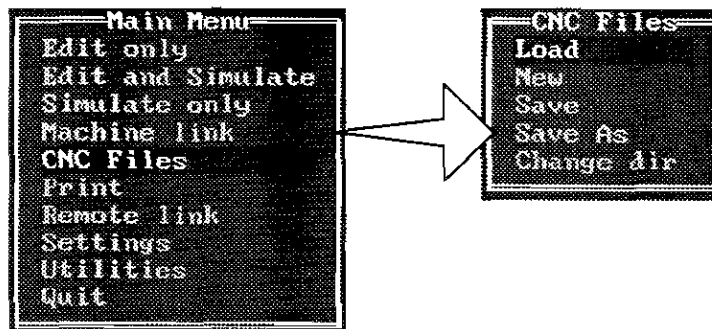 Main Menu
Edit only
Edit and Simulate
Simulate only
Machine link
CNC Files
Print
Remote link
Settings
Utilities
Quit
CNC Files
Load
New
Save
Save As
Change dir